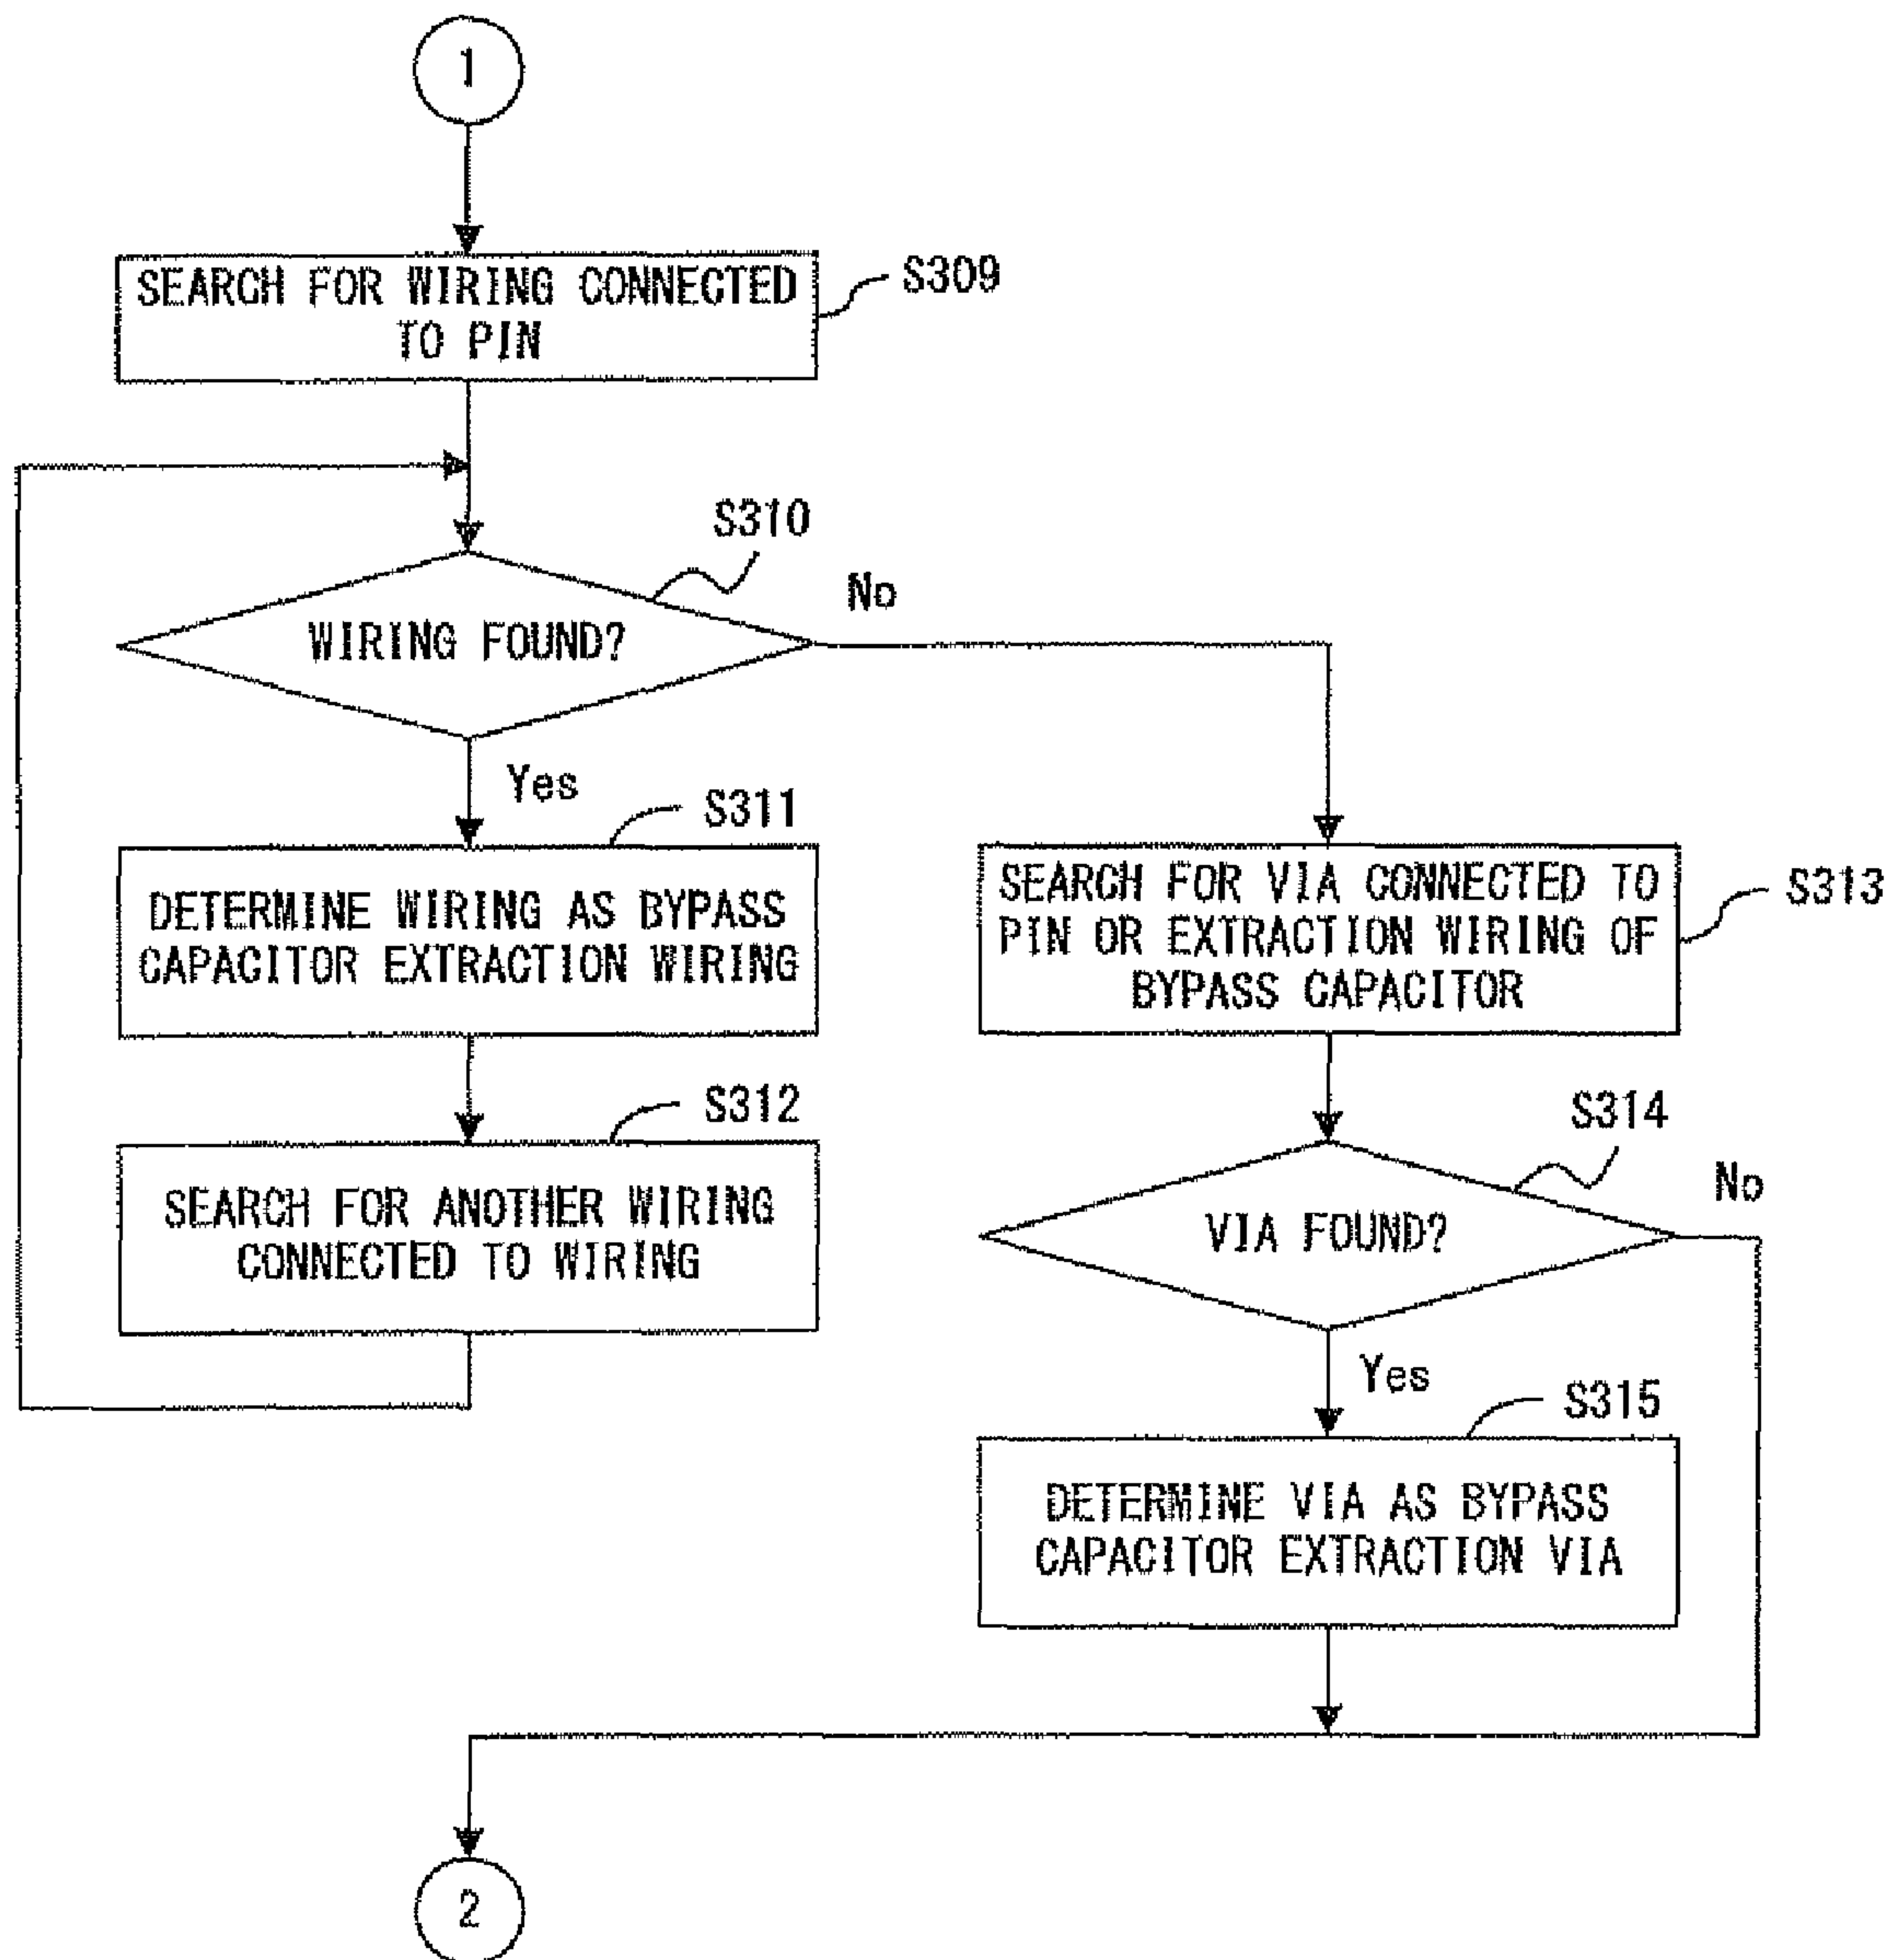 1
SEARCH FOR WIRING CONNECTED
TO PIN
S309
S310
WIRING FOUND?
No
Yes
S311
DETERMINE WIRING AS BYPASS
CAPACITOR EXTRACTION WIRING
S312
SEARCH FOR ANOTHER WIRING
CONNECTED TO WIRING
SEARCH FOR VIA CONNECTED TO
PIN OR EXTRACTION WIRING OF
BYPASS CAPACITOR
S313
S314
VIA FOUND?
No
Yes
S315
DETERMINE VIA AS BYPASS
CAPACITOR EXTRACTION VIA
2